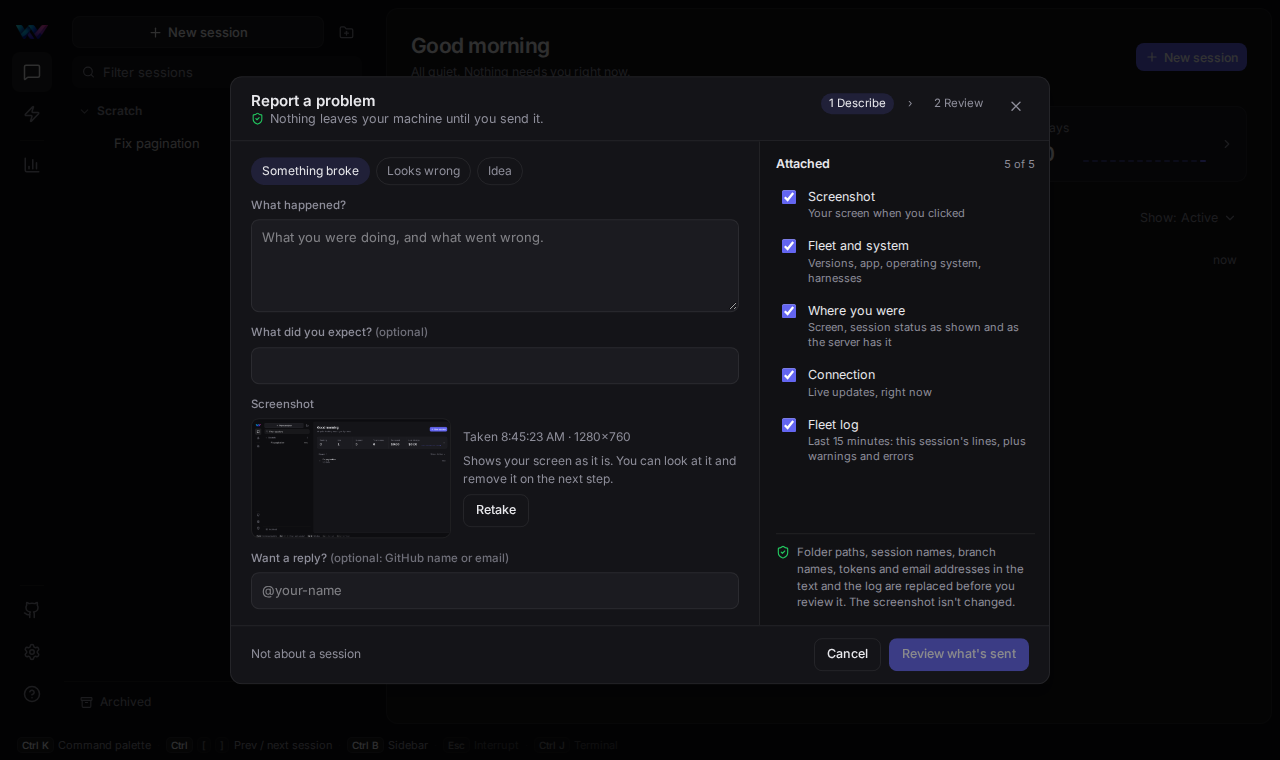 New session
Filter sessions
Scratch
Fix pagination
Archived
Good morning
All quiet. Nothing needs you right now.
New session
ays
Show: Active
now
Report a problem
Nothing leaves your machine until you send it.
1 Describe
›
2 Review
Something broke
Looks wrong
Idea
What happened?
What you were doing, and what went wrong.
What did you expect? (optional)
Screenshot
Taken 8:45:23 AM · 1280×760
Shows your screen as it is. You can look at it and
remove it on the next step.
Retake
Want a reply? (optional: GitHub name or email)
@your-name
Attached
5 of 5
Screenshot
Your screen when you clicked
Fleet and system
Versions, app, operating system,
harnesses
Where you were
Screen, session status as shown and as
the server has it
Connection
Live updates, right now
Fleet log
Last 15 minutes: this session's lines, plus
warnings and errors
Folder paths, session names, branch
names, tokens and email addresses in the
text and the log are replaced before you
review it. The screenshot isn't changed.
Not about a session
Cancel
Review what's sent
Ctrl K Command palette
Ctrl [ ] Prev / next session
Ctrl B Sidebar
Esc Interrupt
Ctrl J Terminal